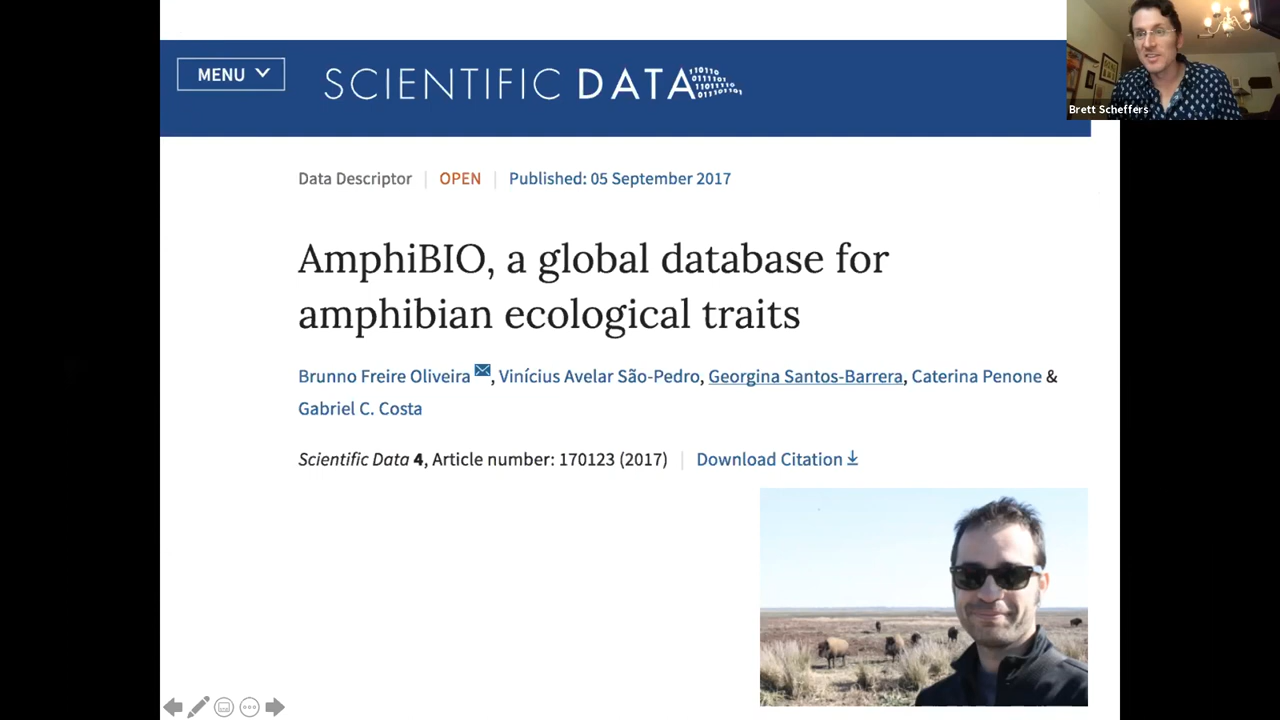 MENU
SCIENTIFIC DATA
Brett Scheffers
Data Descriptor | OPEN | Published: 05 September 2017
AmphiBIO, a global database for
amphibian ecological traits
Brunno Freire Oliveira, Vinícius Avelar São-Pedro, Georgina Santos-Barrera, Caterina Penone &
Gabriel C. Costa
Scientific Data 4, Article number: 170123 (2017) | Download Citation